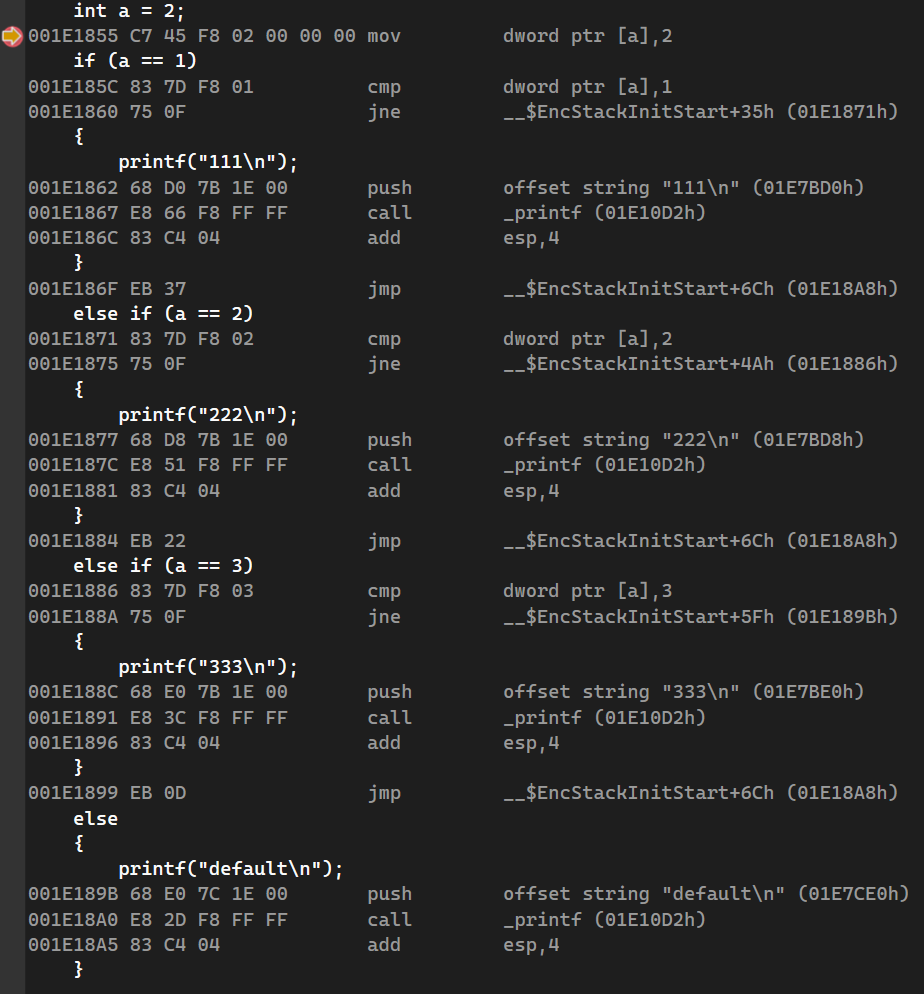 int a = 2;
001E1855 C7 45 F8 02 00 00 00 mov dword ptr [a],2
if (a == 1)
001E185C 83 7D F8 01 cmp dword ptr [a],1
001E1860 75 0F jne __$EncStackInitStart+35h (01E1871h)
{
printf("111\n");
001E1862 68 D0 7B 1E 00 push offset string "111\n" (01E7BD0h)
001E1867 E8 66 F8 FF FF call _printf (01E10D2h)
001E186C 83 C4 04 add esp,4
}
001E186F EB 37 jmp __$EncStackInitStart+6Ch (01E18A8h)
else if (a == 2)
001E1871 83 7D F8 02 cmp dword ptr [a],2
001E1875 75 0F jne __$EncStackInitStart+4Ah (01E1886h)
{
printf("222\n");
001E1877 68 D8 7B 1E 00 push offset string "222\n" (01E7BD8h)
001E187C E8 51 F8 FF FF call _printf (01E10D2h)
001E1881 83 C4 04 add esp,4
}
001E1884 EB 22 jmp __$EncStackInitStart+6Ch (01E18A8h)
else if (a == 3)
001E1886 83 7D F8 03 cmp dword ptr [a],3
001E188A 75 0F jne __$EncStackInitStart+5Fh (01E189Bh)
{
printf("333\n");
001E188C 68 E0 7B 1E 00 push offset string "333\n" (01E7BE0h)
001E1891 E8 3C F8 FF FF call _printf (01E10D2h)
001E1896 83 C4 04 add esp,4
}
001E1899 EB 0D jmp __$EncStackInitStart+6Ch (01E18A8h)
else
{
printf("default\n");
001E189B 68 E0 7C 1E 00 push offset string "default\n" (01E7CE0h)
001E18A0 E8 2D F8 FF FF call _printf (01E10D2h)
001E18A5 83 C4 04 add esp,4
}